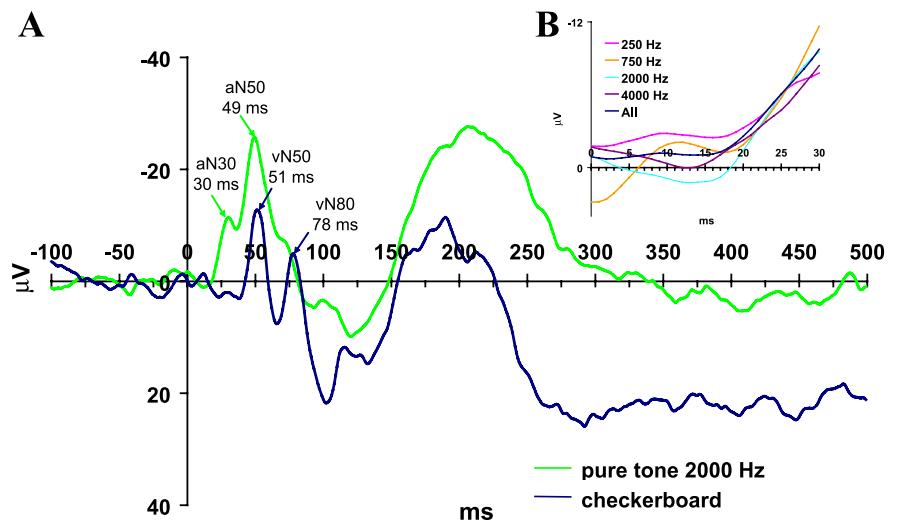 A
B
-40
-20
20
40
µV
-100
-50
0
50
100
150
200
250
300
350
400
450
500
ms
aN50
49 ms
aN30
30 ms
vN50
51 ms
vN80
78 ms
pure tone 2000 Hz
checkerboard
-12
0
µV
250 Hz
750 Hz
2000 Hz
4000 Hz
All
0
5
10
15
20
25
30
ms